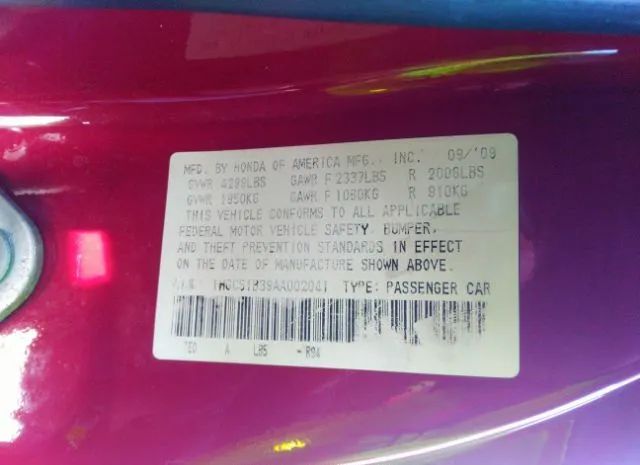 MFD. BY HONDA OF AMERICA MFG., INC. 09/'09
GVWR 4299LBS GAWR F 2337LBS R 2006LBS
GVWR 1950KG GAWR F 1060KG R 910KG
THIS VEHICLE CONFORMS TO ALL APPLICABLE
FEDERAL MOTOR VEHICLE SAFETY, BUMPER,
AND THEFT PREVENTION STANDARDS IN EFFECT
ON THE DATE OF MANUFACTURE SHOWN ABOVE.
TYPE: PASSENGER CAR
A -R94